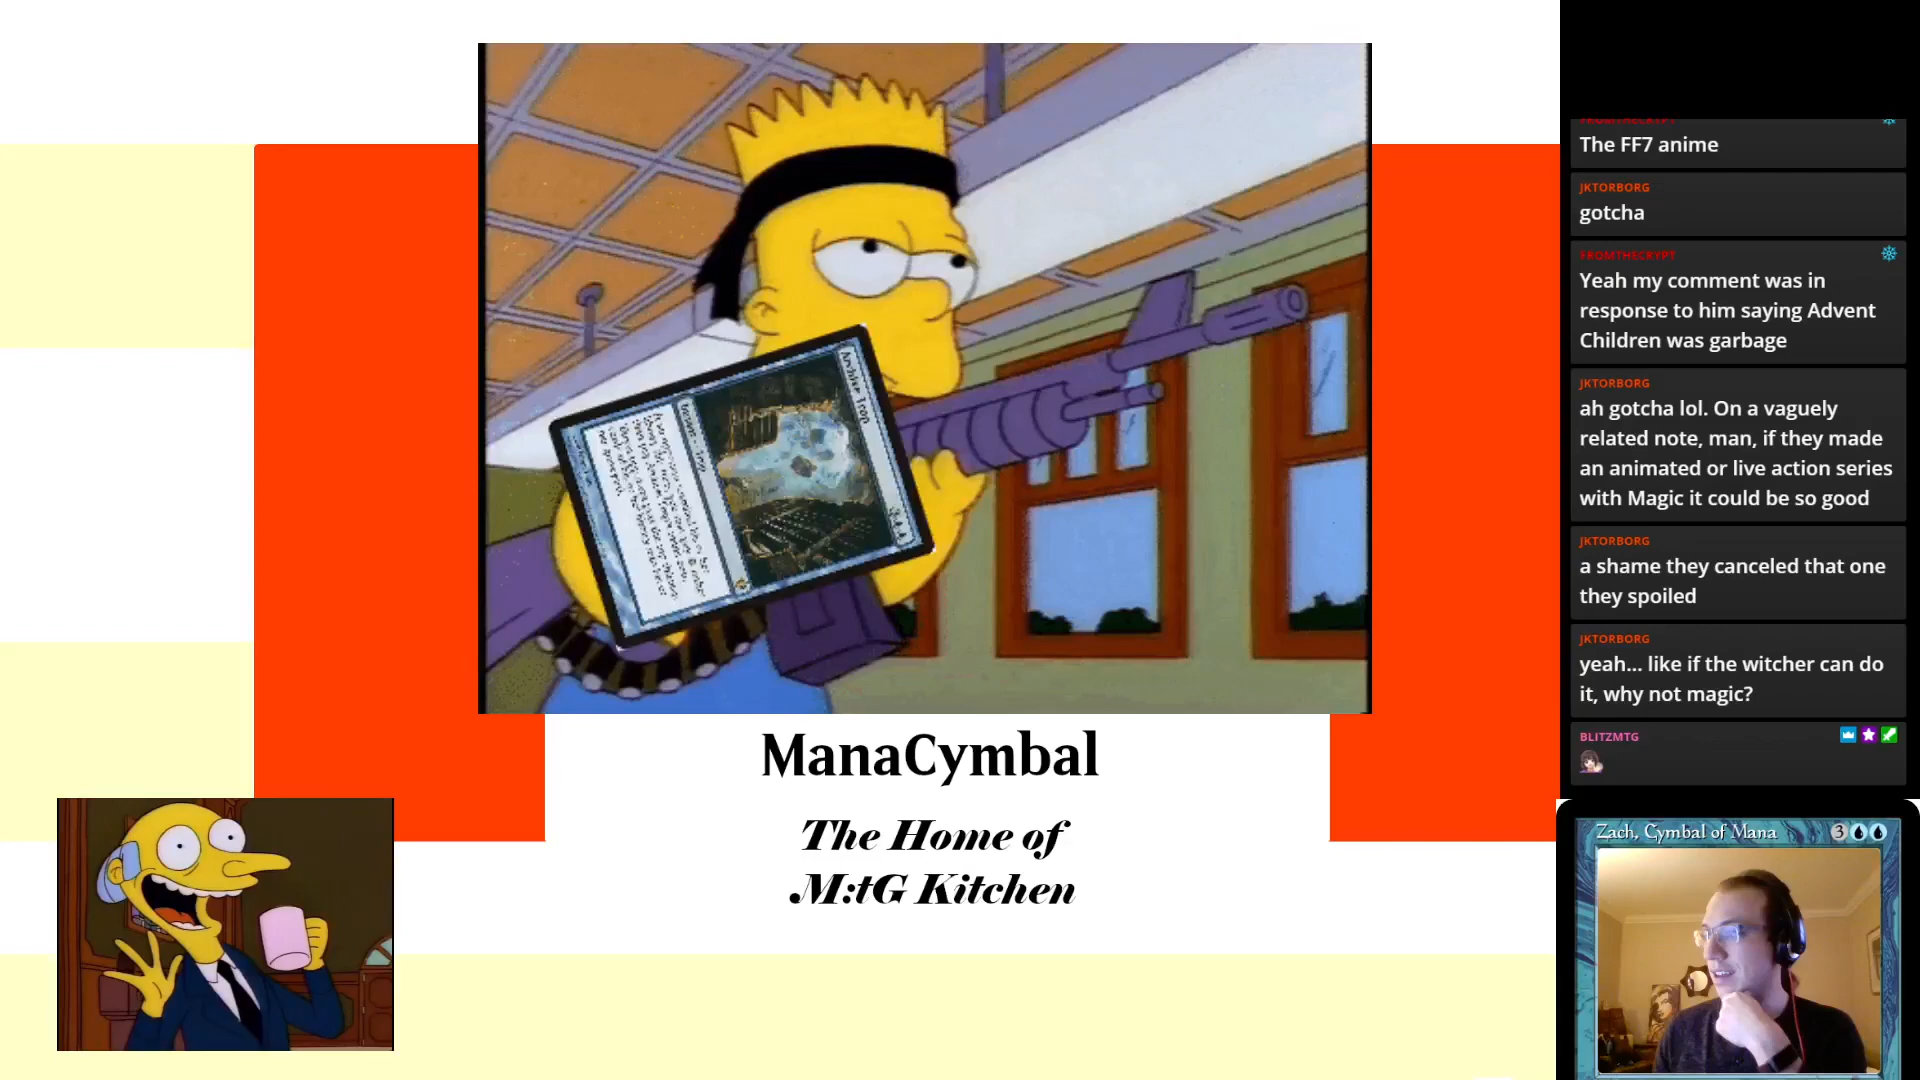 FROMTHECRYPT
The FF7 anime
JKTORBORG
gotcha
FROMTHECRYPT
Yeah my comment was in
response to him saying Advent
Children was garbage
JKTORBORG
ah gotcha lol. On a vaguely
related note, man, if they made
an animated or live action series
with Magic it could be so good
JKTORBORG
a shame they canceled that one
they spoiled
JKTORBORG
yeah... like if the witcher can do
it, why not magic?
BLITZMTG
Archive Trap
ManaCymbal
The Home of
M:tG Kitchen
Zach, Cymbal of Mana 3